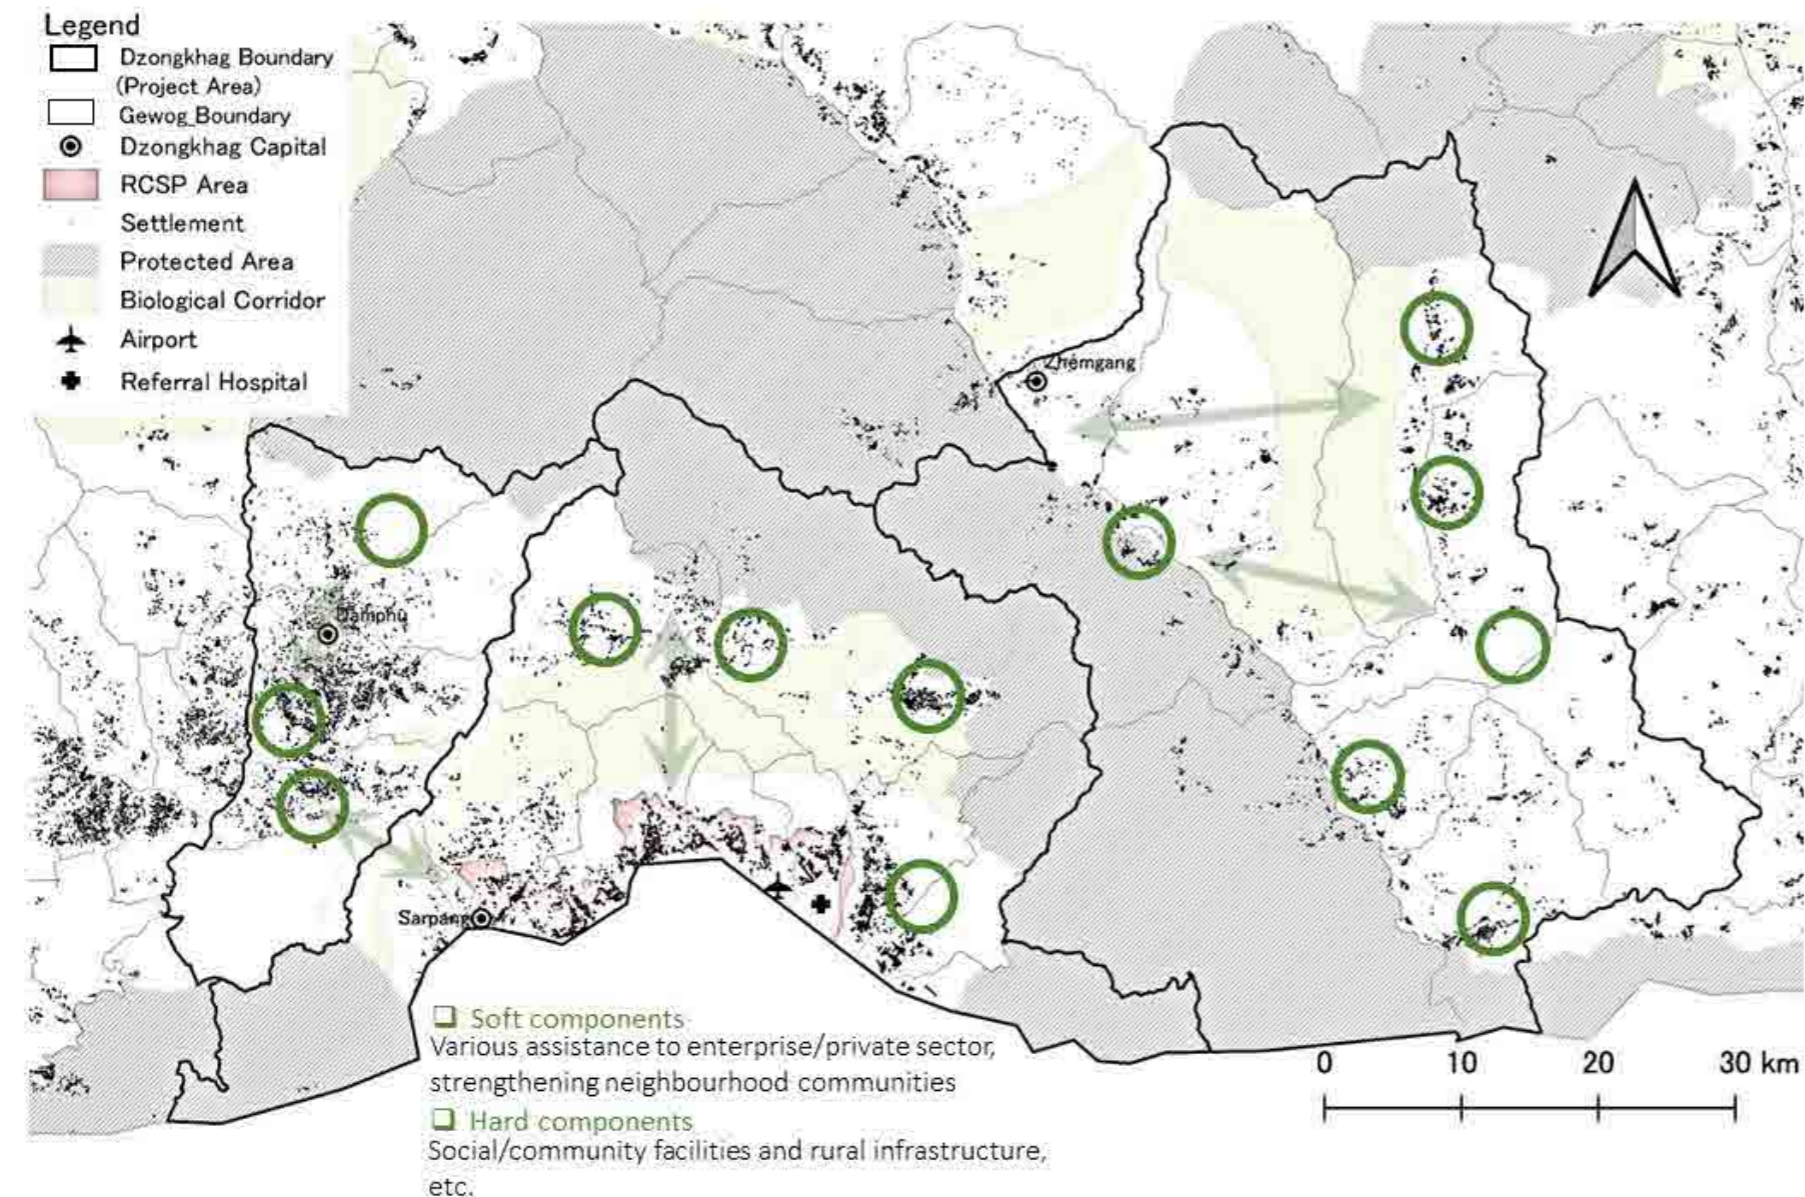 Legend
Dzongkhag Boundary
(Project Area)
Gewog_Boundary
Dzongkhag Capital
RCSP Area
Settlement
Protected Area
Biological Corridor
Airport
Referral Hospital
Zhemgang
Damphu
Sarpang
❑ Soft components
Various assistance to enterprise/private sector,
strengthening neighbourhood communities
❑ Hard components
Social/community facilities and rural infrastructure,
etc.
0 10 20 30 km